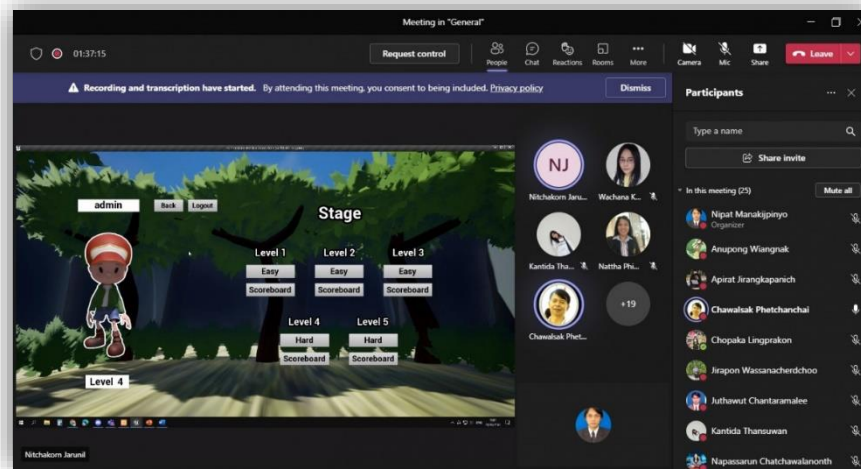 Meeting in "General"
01:37:15
Request control
People
Chat
Reactions
Rooms
More
Camera
Mic
Share
Leave
Recording and transcription have started. By attending this meeting, you consent to being included. Privacy policy
Dismiss
admin
Back
Logout
Stage
Level 1
Level 2
Level 3
Easy
Easy
Easy
Scoreboard
Scoreboard
Scoreboard
Level 4
Level 5
Hard
Hard
Scoreboard
Scoreboard
Level 4
Nitchakorn Jarunil
NJ
Nitchakorn Jaru...
Wachana K...
Kantida Tha...
Nattha Phi...
Chawalsak Phet...
+19
Participants
Type a name
Share invite
In this meeting (25)
Mute all
Nipat Manakijpinyo
Organizer
Anupong Wiangnak
Apirat Jirangkapanich
Chawalsak Phetchanchai
Chopaka Lingprakon
Jirapon Wassanacherdchoo
Juthawut Chantaramalee
Kantida Thansuwan
Napassarun Chatchawalanonth